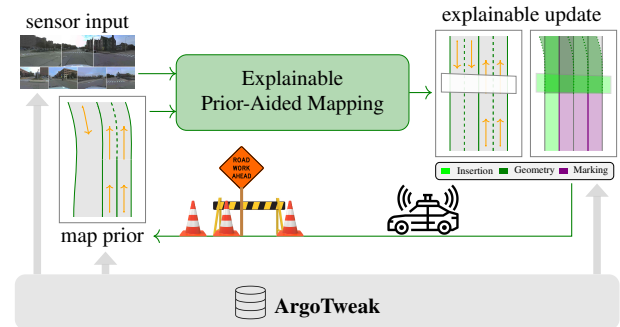 sensor input
explainable update
Explainable
Prior-Aided Mapping
Insertion Geometry Marking
ROAD
WORK
AHEAD
map prior
ArgoTweak